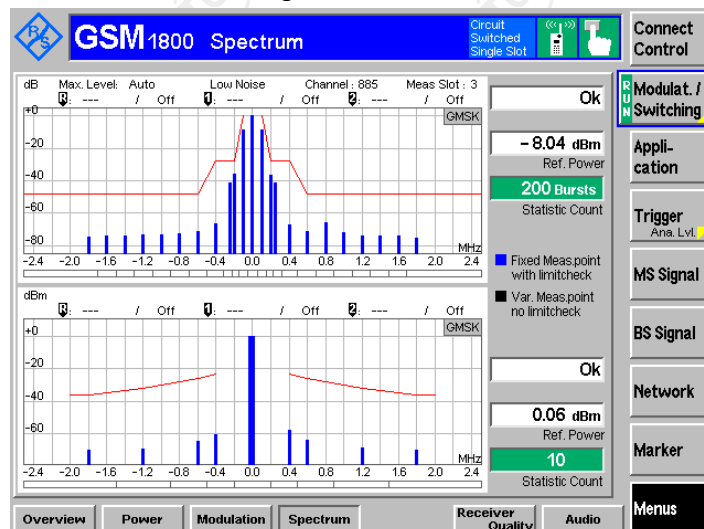 R&S GSM 1800 Spectrum
Circuit Switched Single Slot
Connect Control
dB Max. Level: Auto Low Noise Channel : 885 Meas Slot : 3
R: --- / Off 1: --- / Off 2: --- / Off
GMSK
+0
-20
-40
-60
-80
MHz
-2.4 -2.0 -1.6 -1.2 -0.8 -0.4 0.0 0.4 0.8 1.2 1.6 2.0 2.4
Ok
- 8.04 dBm
Ref. Power
200 Bursts
Statistic Count
Fixed Meas.point
with limitcheck
Var. Meas.point
no limitcheck
dBm
R: --- / Off 1: --- / Off 2: --- / Off
GMSK
+0
-20
-40
-60
MHz
-2.4 -2.0 -1.6 -1.2 -0.8 -0.4 0.0 0.4 0.8 1.2 1.6 2.0 2.4
Ok
0.06 dBm
Ref. Power
10
Statistic Count
RUN
Modulat. /
Switching
Appli-
cation
Trigger
Ana. Lvl.
MS Signal
BS Signal
Network
Marker
Menus
Overview Power Modulation Spectrum Receiver Quality Audio